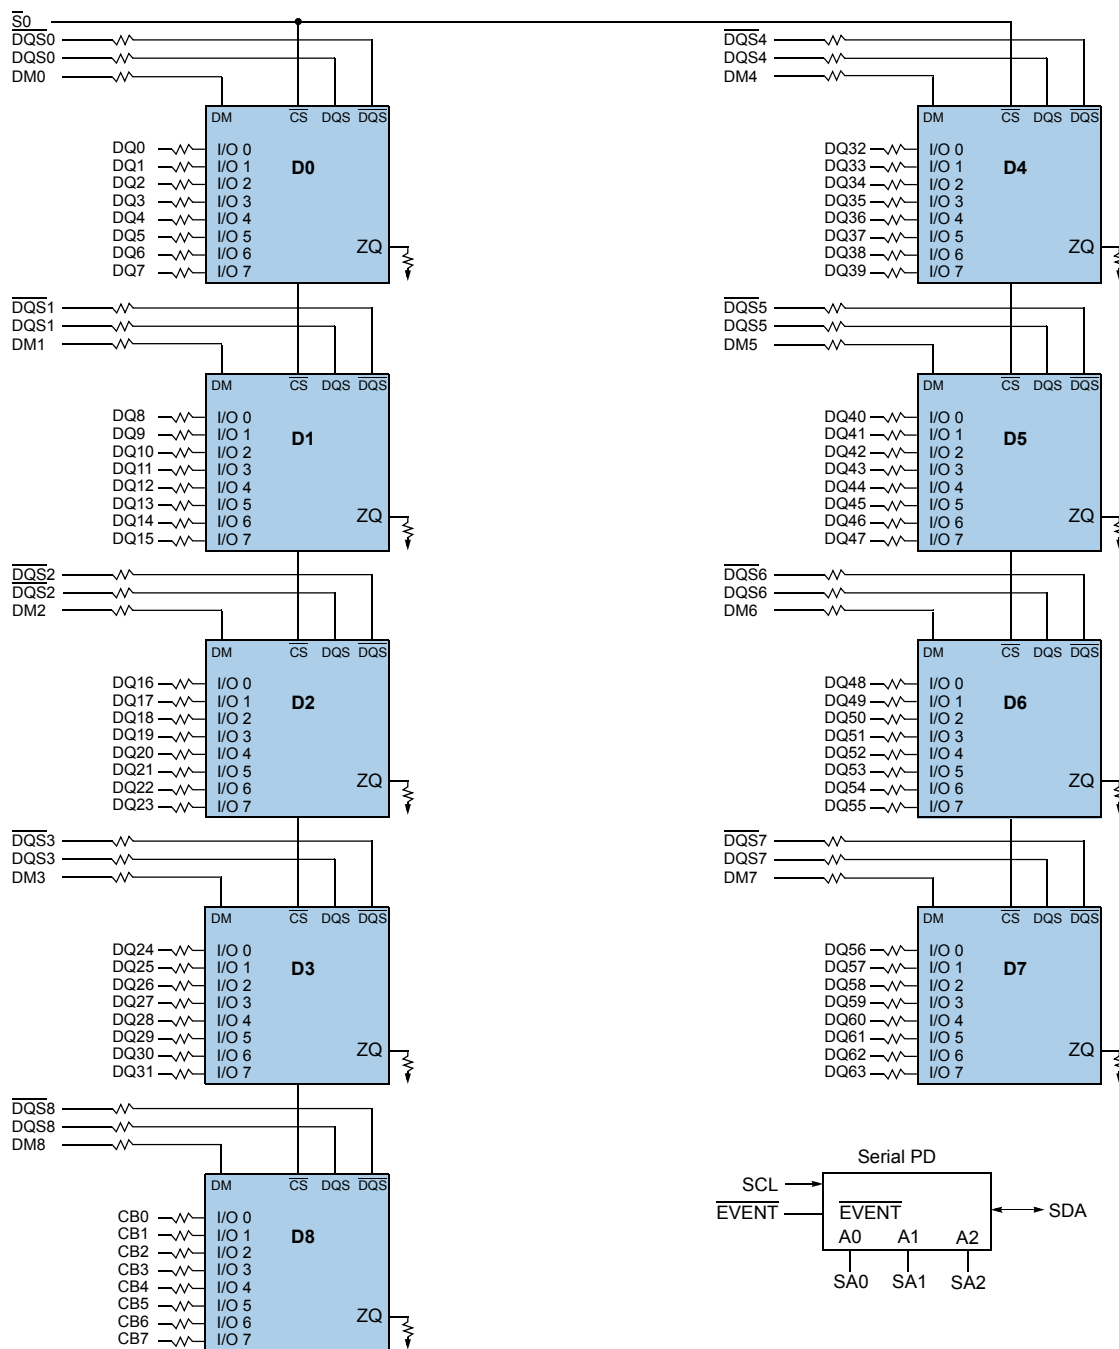 S0
DQS0
DQS0
DM0
DM CS DQS DQS
DQ0 I/O 0
DQ1 I/O 1
DQ2 I/O 2
DQ3 I/O 3
DQ4 I/O 4
DQ5 I/O 5
DQ6 I/O 6
DQ7 I/O 7
D0
ZQ
DQS1
DQS1
DM1
DM CS DQS DQS
DQ8 I/O 0
DQ9 I/O 1
DQ10 I/O 2
DQ11 I/O 3
DQ12 I/O 4
DQ13 I/O 5
DQ14 I/O 6
DQ15 I/O 7
D1
ZQ
DQS2
DQS2
DM2
DM CS DQS DQS
DQ16 I/O 0
DQ17 I/O 1
DQ18 I/O 2
DQ19 I/O 3
DQ20 I/O 4
DQ21 I/O 5
DQ22 I/O 6
DQ23 I/O 7
D2
ZQ
DQS3
DQS3
DM3
DM CS DQS DQS
DQ24 I/O 0
DQ25 I/O 1
DQ26 I/O 2
DQ27 I/O 3
DQ28 I/O 4
DQ29 I/O 5
DQ30 I/O 6
DQ31 I/O 7
D3
ZQ
DQS8
DQS8
DM8
DM CS DQS DQS
CB0 I/O 0
CB1 I/O 1
CB2 I/O 2
CB3 I/O 3
CB4 I/O 4
CB5 I/O 5
CB6 I/O 6
CB7 I/O 7
D8
ZQ
DQS4
DQS4
DM4
DM CS DQS DQS
DQ32 I/O 0
DQ33 I/O 1
DQ34 I/O 2
DQ35 I/O 3
DQ36 I/O 4
DQ37 I/O 5
DQ38 I/O 6
DQ39 I/O 7
D4
ZQ
DQS5
DQS5
DM5
DM CS DQS DQS
DQ40 I/O 0
DQ41 I/O 1
DQ42 I/O 2
DQ43 I/O 3
DQ44 I/O 4
DQ45 I/O 5
DQ46 I/O 6
DQ47 I/O 7
D5
ZQ
DQS6
DQS6
DM6
DM CS DQS DQS
DQ48 I/O 0
DQ49 I/O 1
DQ50 I/O 2
DQ51 I/O 3
DQ52 I/O 4
DQ53 I/O 5
DQ54 I/O 6
DQ55 I/O 7
D6
ZQ
DQS7
DQS7
DM7
DM CS DQS DQS
DQ56 I/O 0
DQ57 I/O 1
DQ58 I/O 2
DQ59 I/O 3
DQ60 I/O 4
DQ61 I/O 5
DQ62 I/O 6
DQ63 I/O 7
D7
ZQ
Serial PD
SCL
EVENT EVENT SDA
A0 A1 A2
SA0 SA1 SA2